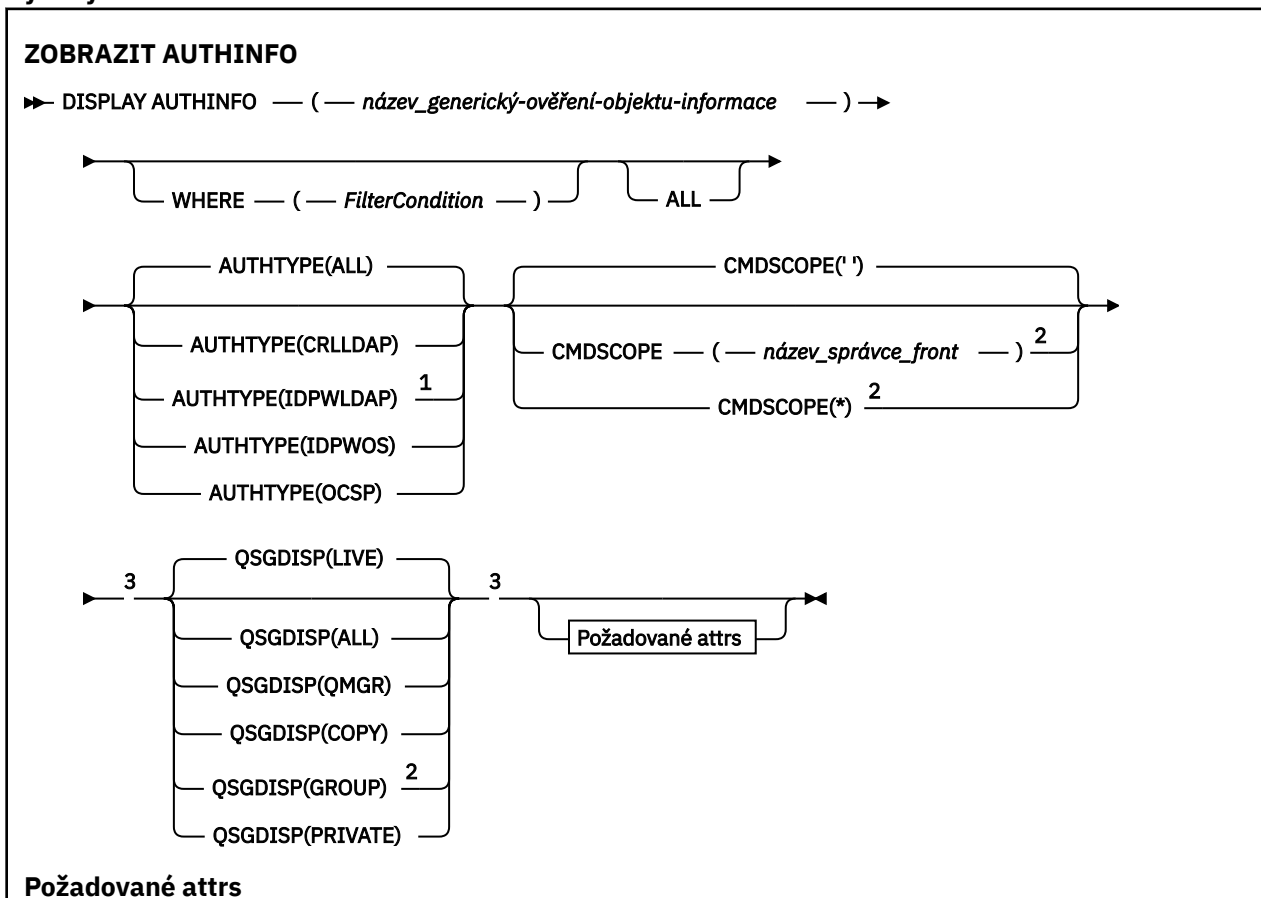 ZOBRAZIT AUTHINFO
DISPLAY AUTHINFO ( název_generický-ověření-objektu-informace )
WHERE ( FilterCondition ) ALL
AUTHTYPE(ALL) CMDSCOPE(' ')
AUTHTYPE(CRLLDAP) CMDSCOPE ( název_správce_front ) 2
AUTHTYPE(IDPWLDAP) 1 CMDSCOPE(*) 2
AUTHTYPE(IDPWOS)
AUTHTYPE(OCSP)
3 QSGDISP(LIVE) 3
QSGDISP(ALL) Požadované attrs
QSGDISP(QMGR)
QSGDISP(COPY)
QSGDISP(GROUP) 2
QSGDISP(PRIVATE)
Požadované attrs